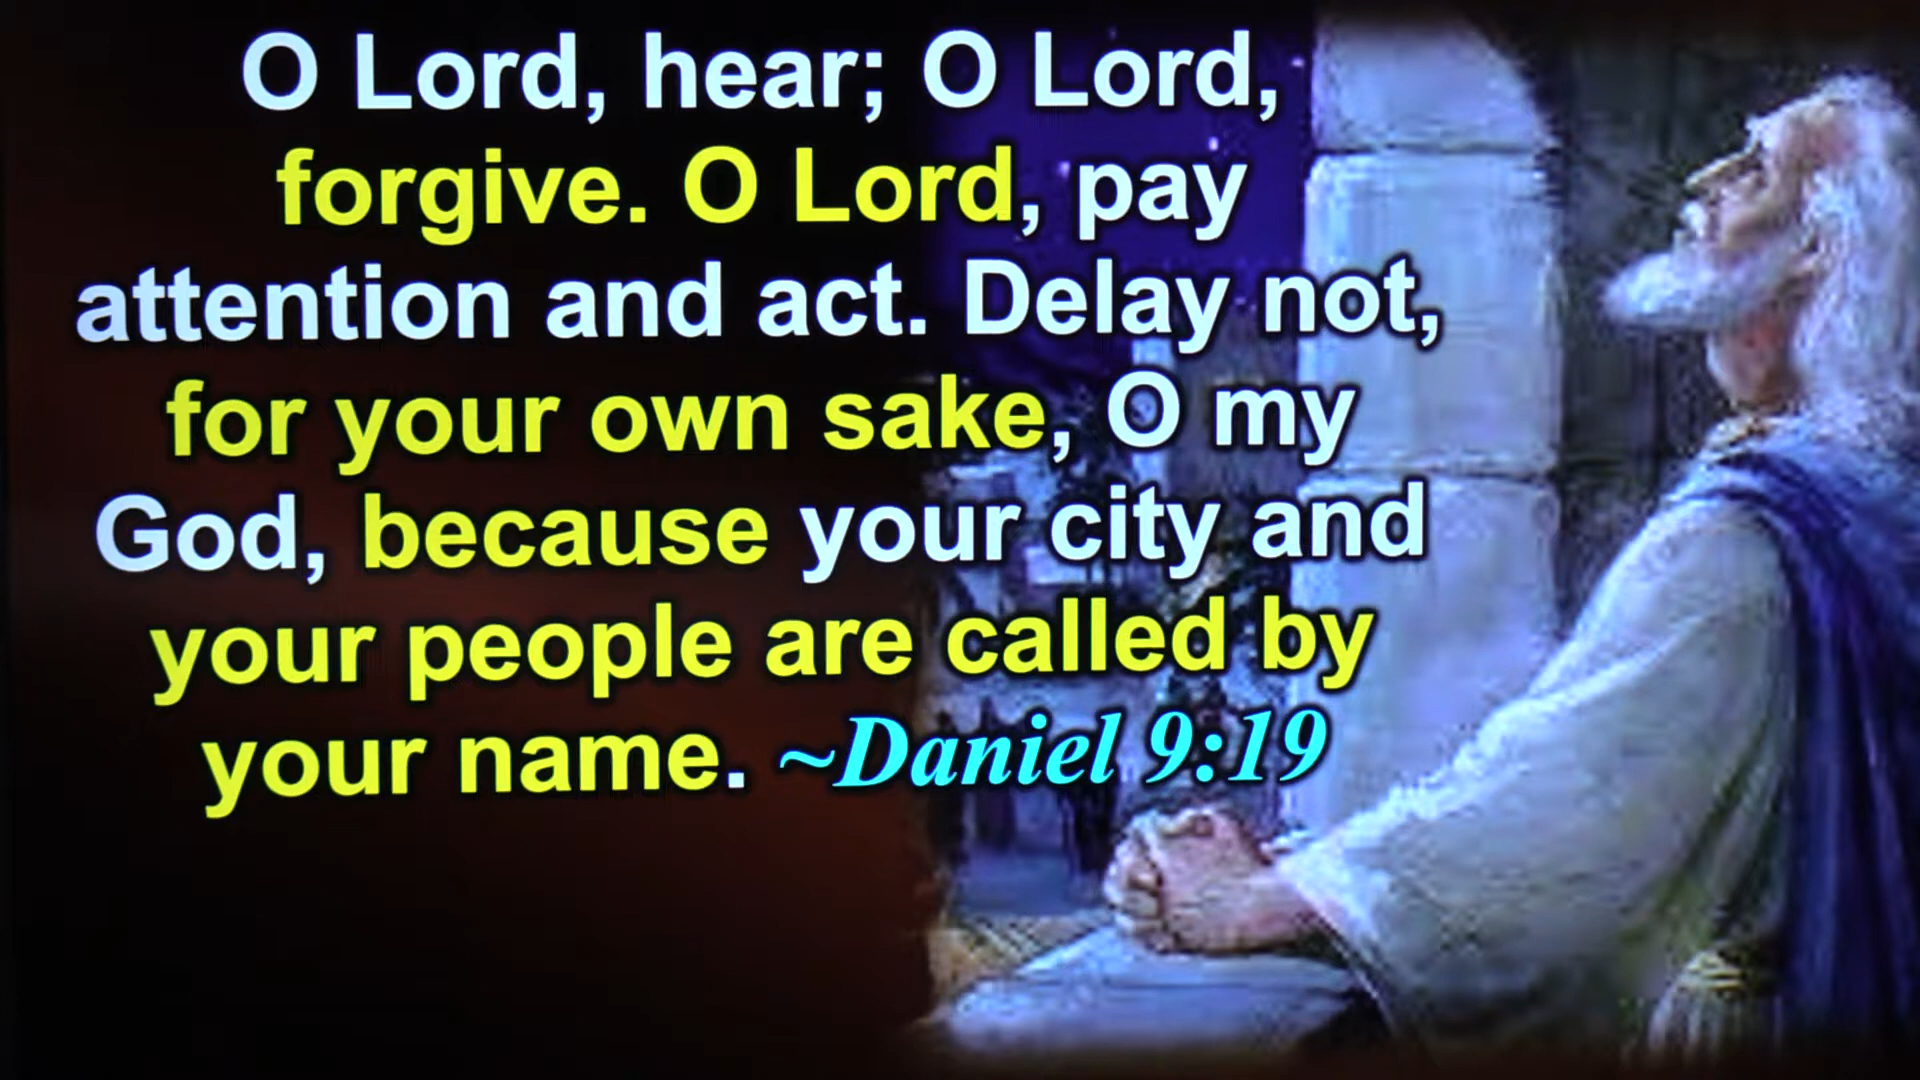 O Lord, hear; O Lord,
forgive. O Lord, pay
attention and act. Delay not,
for your own sake, O my
God, because your city and
your people are called by
your name. ~Daniel 9:19